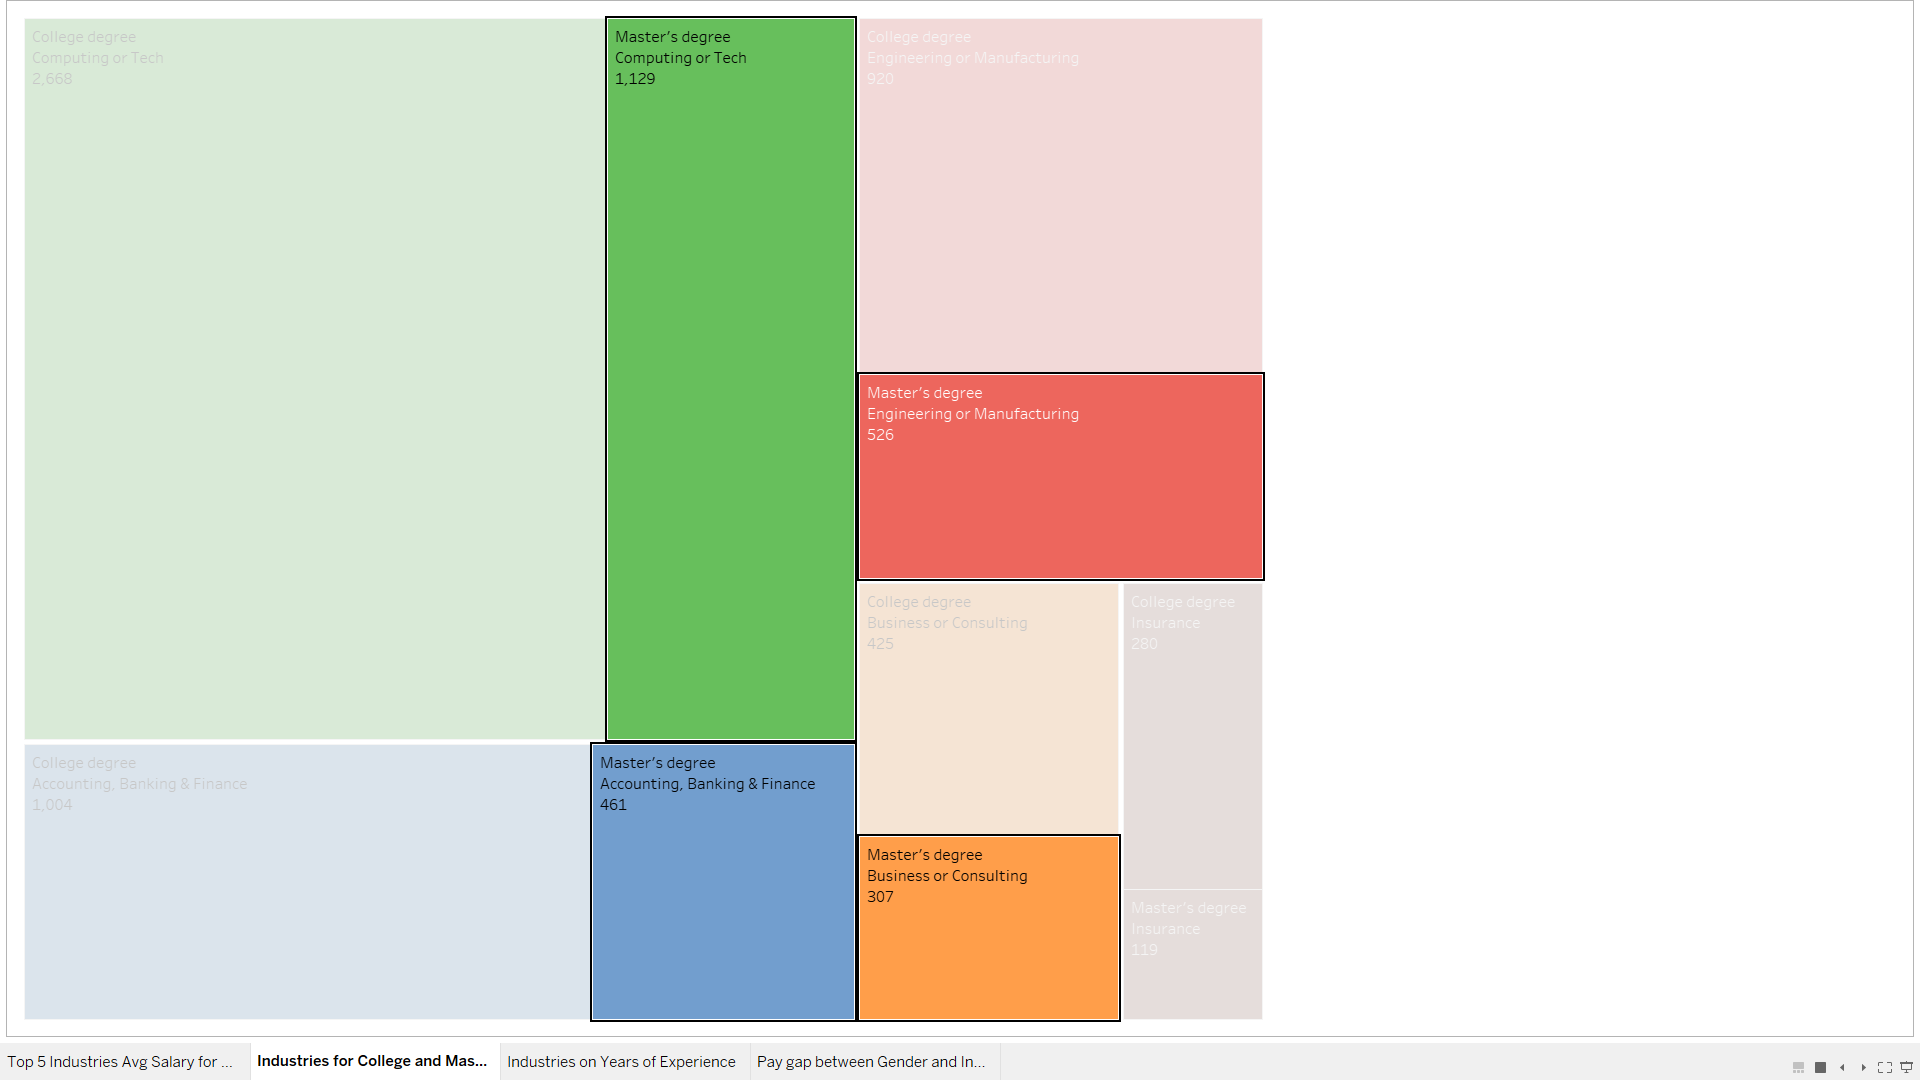 College degree
Computing or Tech
2,668
Master's degree
Computing or Tech
1,129
College degree
Engineering or Manufacturing
920
Master's degree
Engineering or Manufacturing
526
College degree
Business or Consulting
425
College degree
Insurance
280
College degree
Accounting, Banking & Finance
1,004
Master's degree
Accounting, Banking & Finance
461
Master's degree
Business or Consulting
307
Master's degree
Insurance
119
Top 5 Industries Avg Salary for ...
Industries for College and Mas...
Industries on Years of Experience
Pay gap between Gender and In...